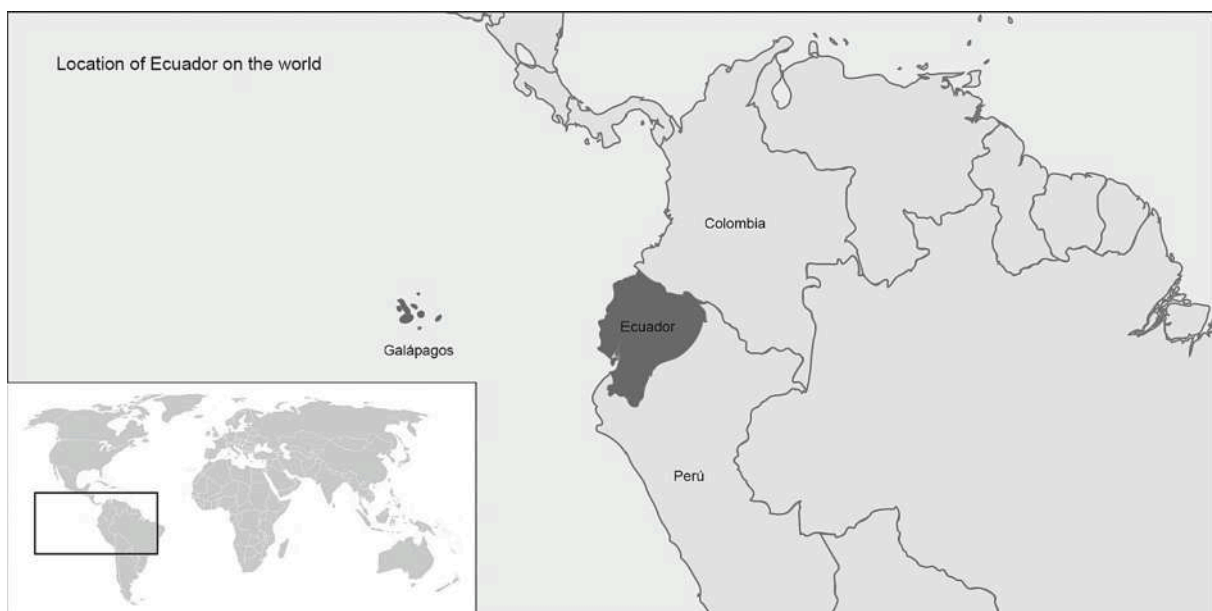 Location of Ecuador on the world
Colombia
Ecuador
Galápagos
Perú